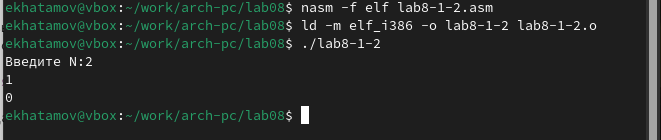 ekhatamov@vbox:~/work/arch-pc/lab08$ nasm -f elf lab8-1-2.asm
ekhatamov@vbox:~/work/arch-pc/lab08$ ld -m elf_i386 -o lab8-1-2 lab8-1-2.o
ekhatamov@vbox:~/work/arch-pc/lab08$ ./lab8-1-2
Введите N:2
1
0
ekhatamov@vbox:~/work/arch-pc/lab08$